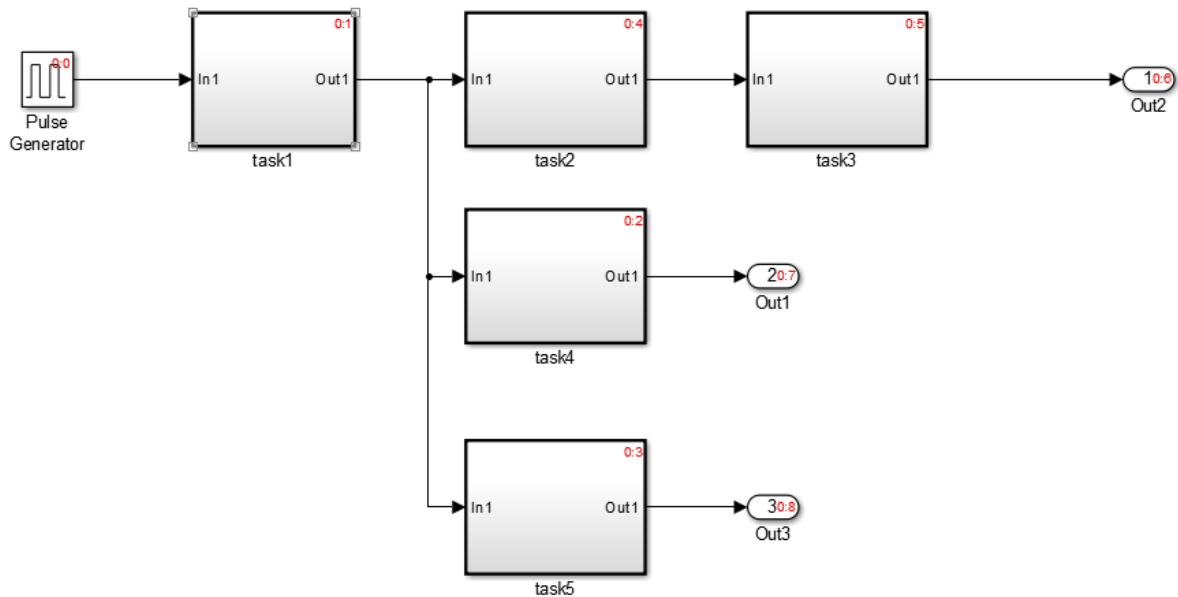 0:0
Pulse
Generator
0:1
In1
Out1
task1
0:4
In1
Out1
task2
0:5
In1
Out1
task3
1 0:6
Out2
0:2
In1
Out1
task4
2 0:7
Out1
0:3
In1
Out1
task5
3 0:8
Out3